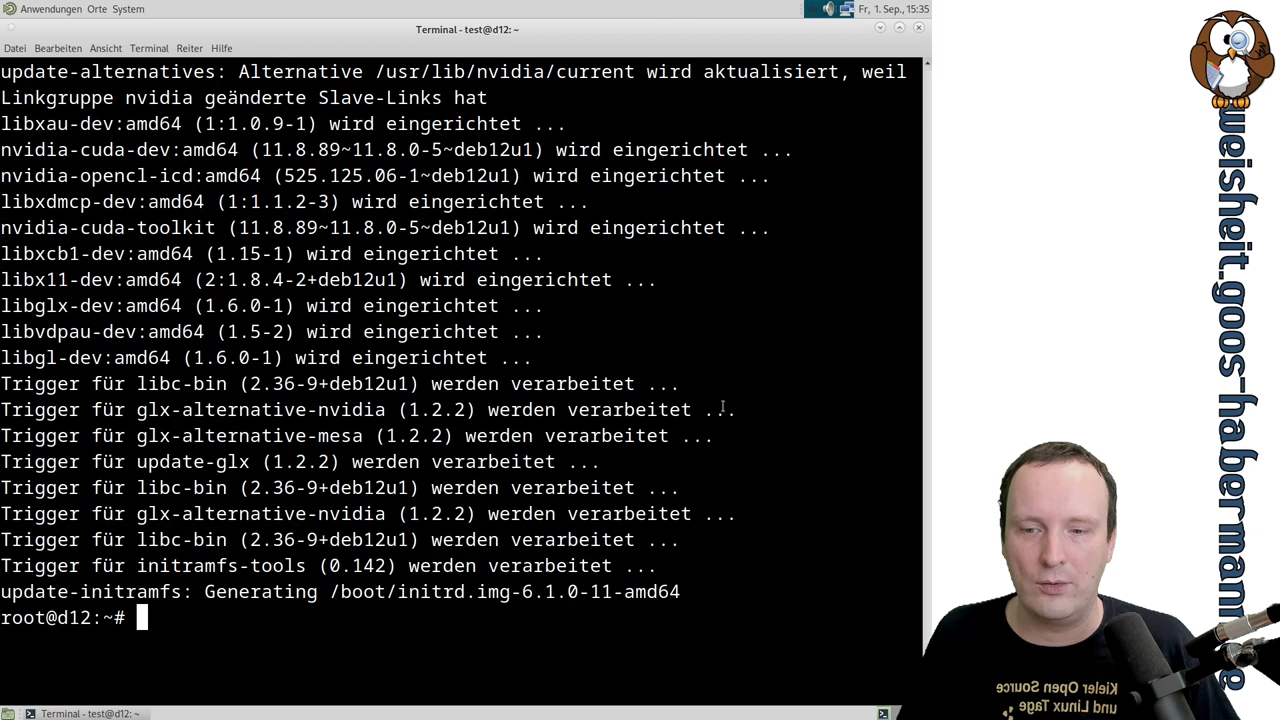 Anwendungen Orte System
Fr, 1. Sep., 15:35
Terminal - test@d12: ~
Datei Bearbeiten Ansicht Terminal Reiter Hilfe
update-alternatives: Alternative /usr/lib/nvidia/current wird aktualisiert, weil
Linkgruppe nvidia geänderte Slave-Links hat
libxau-dev:amd64 (1:1.0.9-1) wird eingerichtet ...
nvidia-cuda-dev:amd64 (11.8.89~11.8.0-5~deb12u1) wird eingerichtet ...
nvidia-opencl-icd:amd64 (525.125.06-1~deb12u1) wird eingerichtet ...
libxdmcp-dev:amd64 (1:1.1.2-3) wird eingerichtet ...
nvidia-cuda-toolkit (11.8.89~11.8.0-5~deb12u1) wird eingerichtet ...
libxcb1-dev:amd64 (1.15-1) wird eingerichtet ...
libx11-dev:amd64 (2:1.8.4-2+deb12u1) wird eingerichtet ...
libglx-dev:amd64 (1.6.0-1) wird eingerichtet ...
libvdpau-dev:amd64 (1.5-2) wird eingerichtet ...
libgl-dev:amd64 (1.6.0-1) wird eingerichtet ...
Trigger für libc-bin (2.36-9+deb12u1) werden verarbeitet ...
Trigger für glx-alternative-nvidia (1.2.2) werden verarbeitet ...
Trigger für glx-alternative-mesa (1.2.2) werden verarbeitet ...
Trigger für update-glx (1.2.2) werden verarbeitet ...
Trigger für libc-bin (2.36-9+deb12u1) werden verarbeitet ...
Trigger für glx-alternative-nvidia (1.2.2) werden verarbeitet ...
Trigger für libc-bin (2.36-9+deb12u1) werden verarbeitet ...
Trigger für initramfs-tools (0.142) werden verarbeitet ...
update-initramfs: Generating /boot/initrd.img-6.1.0-11-amd64
root@d12:~#
Terminal - test@d12: ~
Kieler Open Source
und Linux Tage